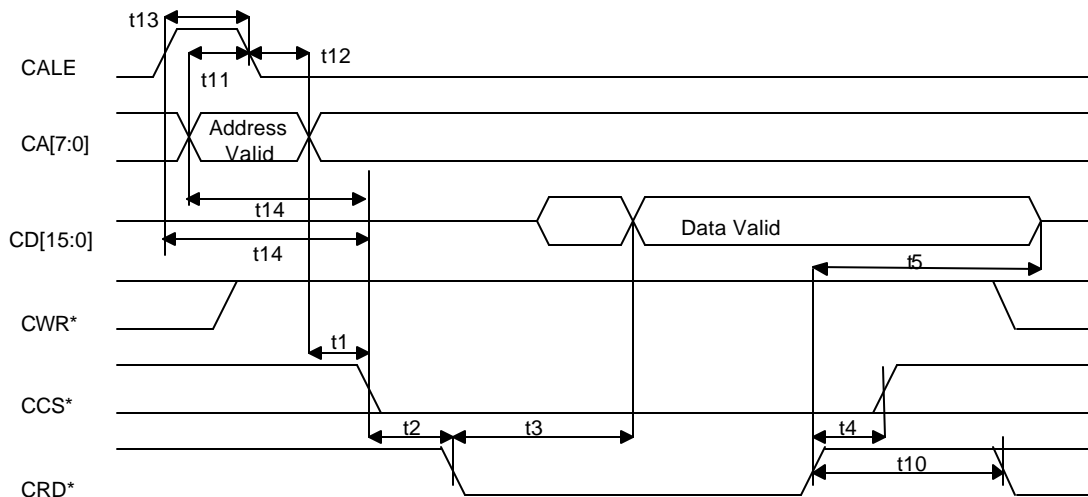 t13
t12
CALE
t11
CA[7:0]
Address
Valid
t14
CD[15:0]
Data Valid
t14
t5
CWR*
t1
CCS*
t2
t3
t4
t10
CRD*